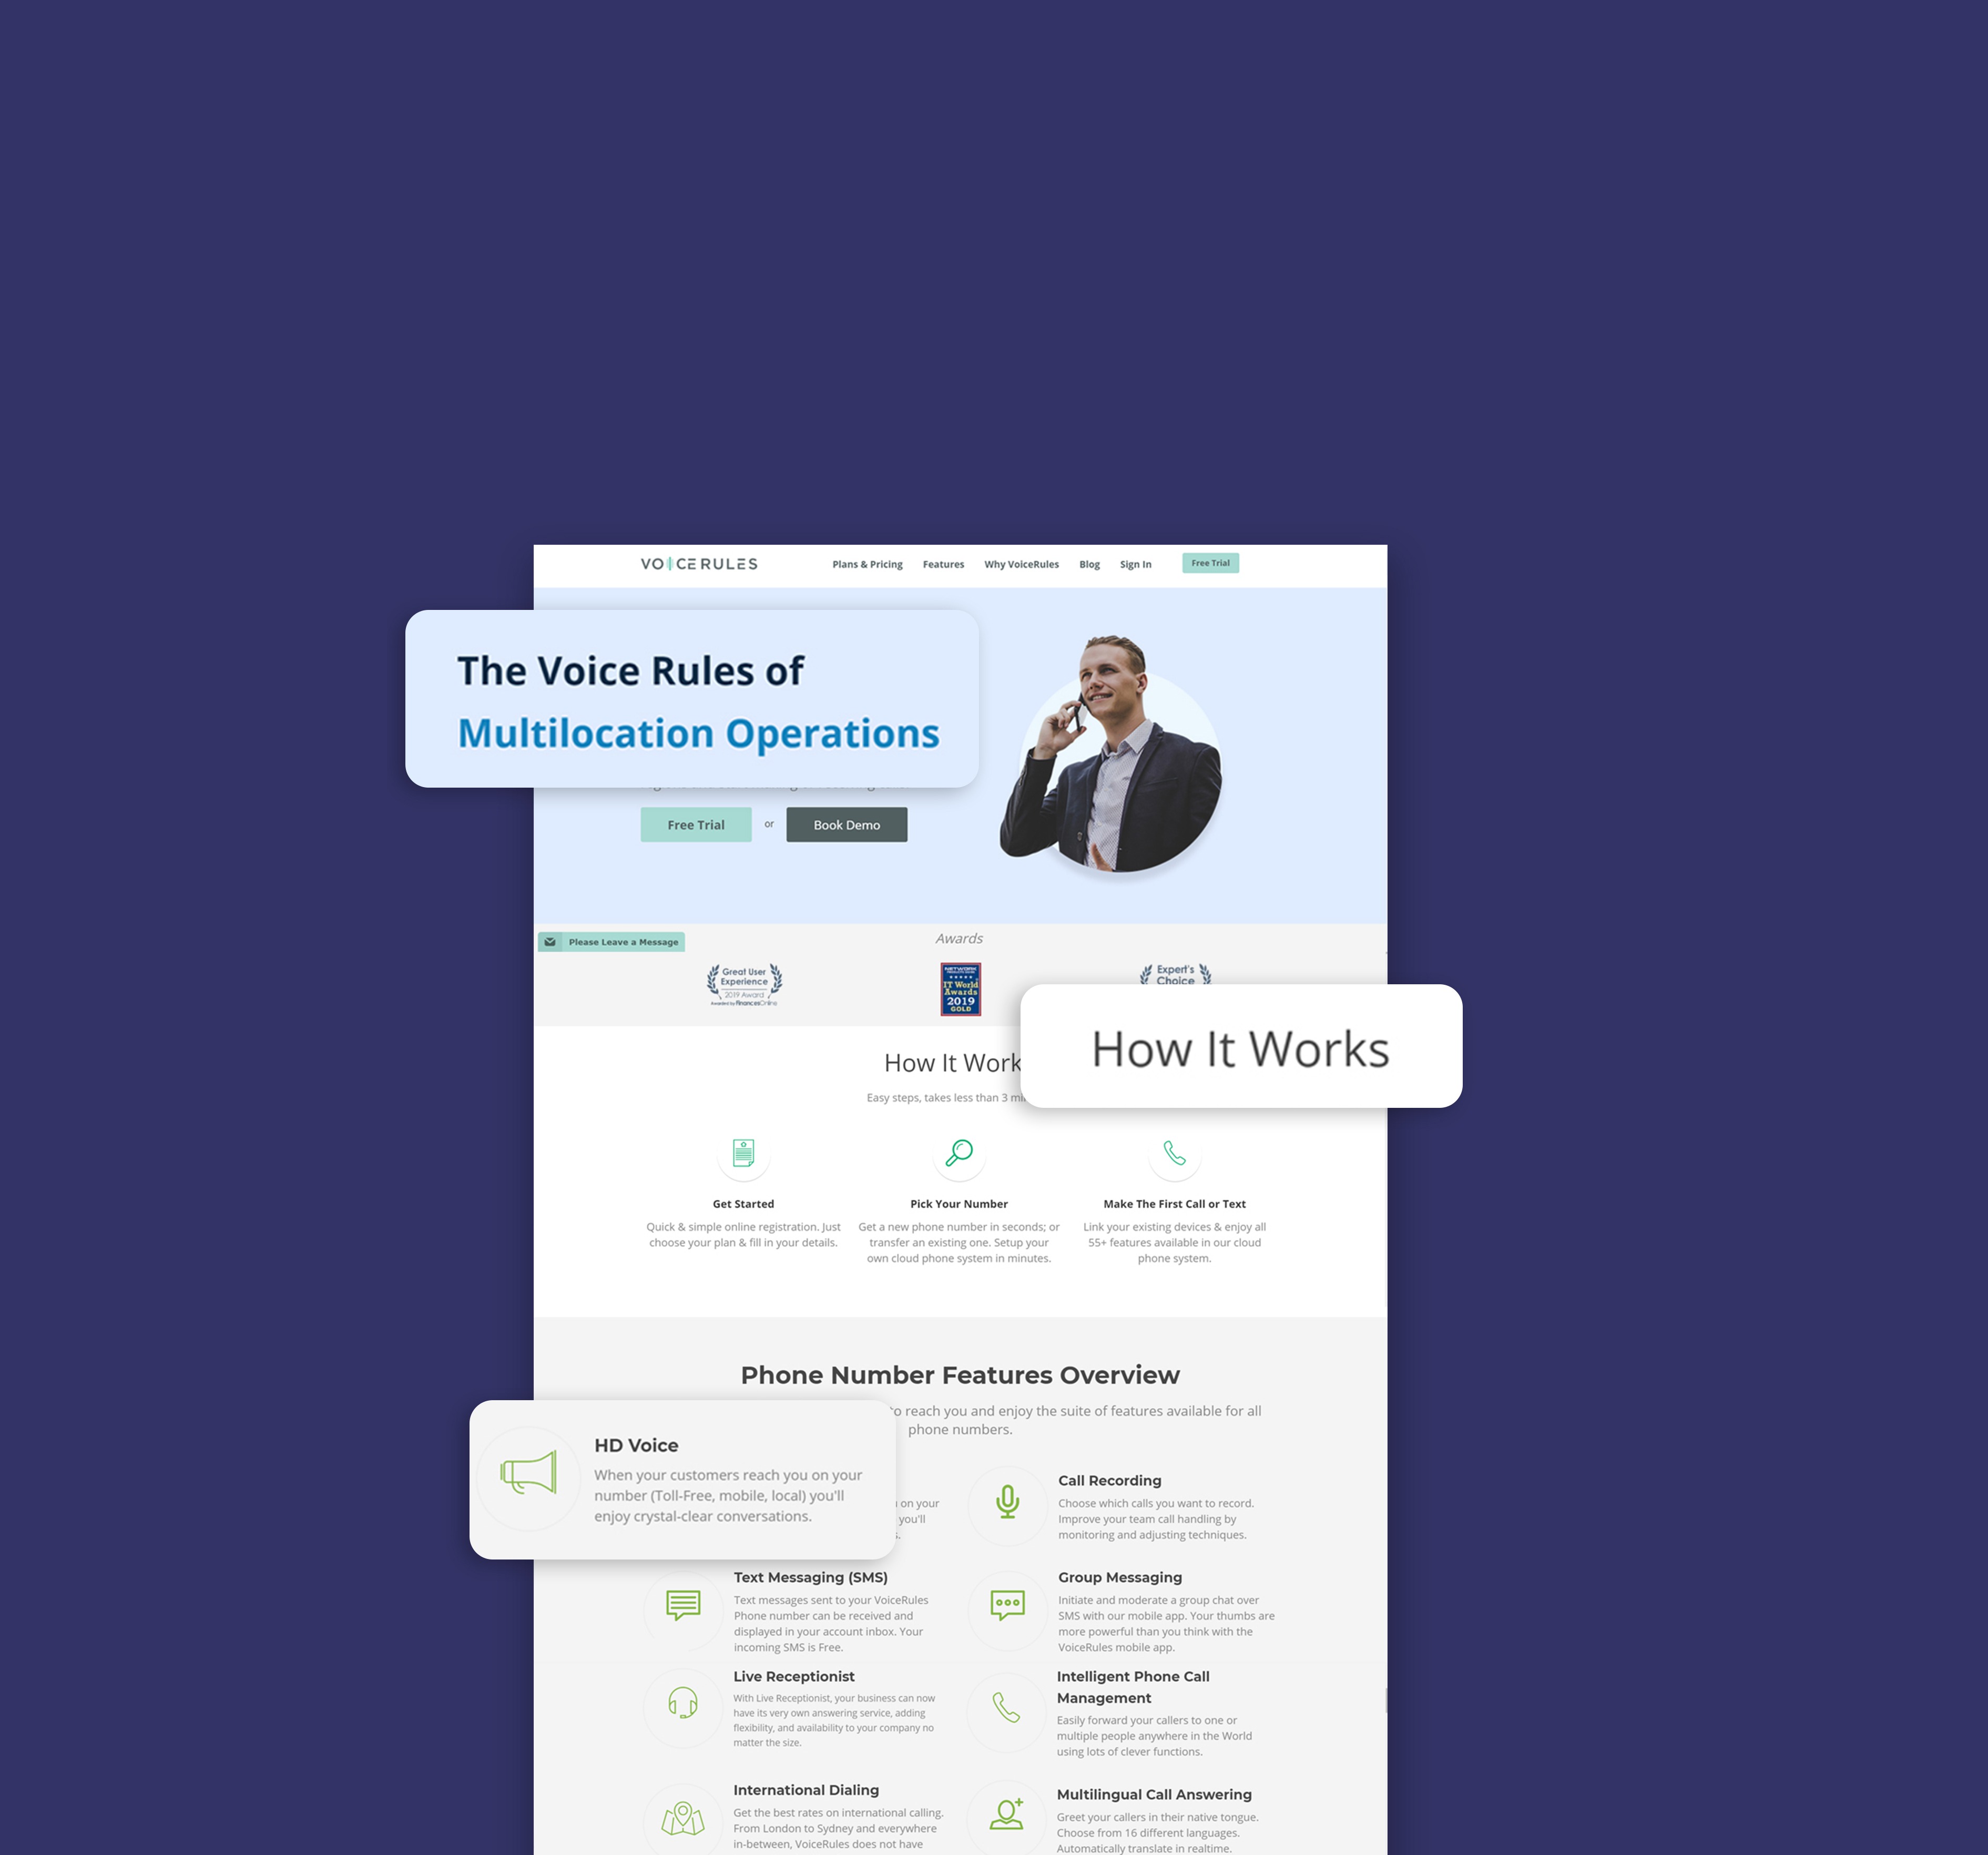 VOICERULES
Plans & Pricing Features Why VoiceRules Blog Sign In Free Trial
The Voice Rules of
Multilocation Operations
Free Trial or Book Demo
Please Leave a Message
Awards
Great User
Experience
2019 Award
Awarded by FinancesOnline
NETWORK
IT World
Awards
2019
GOLD
Expert's
Choice
How It Works
How It Work
Easy steps, takes less than 3
Get Started
Quick & simple online registration. Just
choose your plan & fill in your details.
Pick Your Number
Get a new phone number in seconds; or
transfer an existing one. Setup your
own cloud phone system in minutes.
Make The First Call or Text
Link your existing devices & enjoy all
55+ features available in our cloud
phone system.
Phone Number Features Overview
to reach you and enjoy the suite of features available for all
phone numbers.
HD Voice
When your customers reach you on your
number (Toll-Free, mobile, local) you'll
enjoy crystal-clear conversations.
on your
you'll
Call Recording
Choose which calls you want to record.
Improve your team call handling by
monitoring and adjusting techniques.
Text Messaging (SMS)
Text messages sent to your VoiceRules
Phone number can be received and
displayed in your account inbox. Your
incoming SMS is Free.
Group Messaging
Initiate and moderate a group chat over
SMS with our mobile app. Your thumbs are
more powerful than you think with the
VoiceRules mobile app.
Live Receptionist
With Live Receptionist, your business can now
have its very own answering service, adding
flexibility, and availability to your company no
matter the size.
Intelligent Phone Call
Management
Easily forward your callers to one or
multiple people anywhere in the World
using lots of clever functions.
International Dialing
Get the best rates on international calling.
From London to Sydney and everywhere
in-between, VoiceRules does not have
Multilingual Call Answering
Greet your callers in their native tongue.
Choose from 16 different languages.
Automatically translate in realtime.